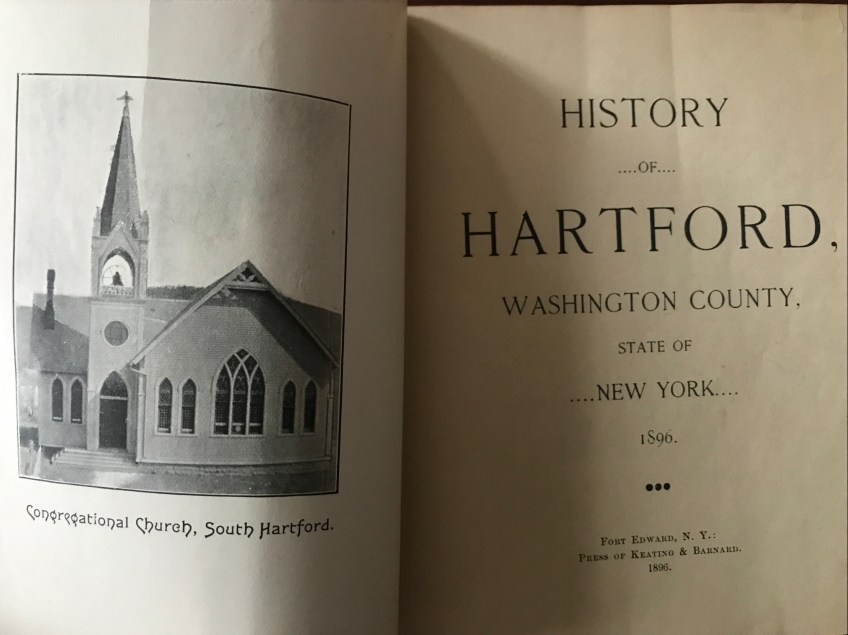 Congregational Church, South Hartford.
HISTORY
....OF....
HARTFORD,
WASHINGTON COUNTY,
STATE OF
....NEW YORK....
1896.
FORT EDWARD, N. Y.:
PRESS OF KEATING & BARNARD.
1896.